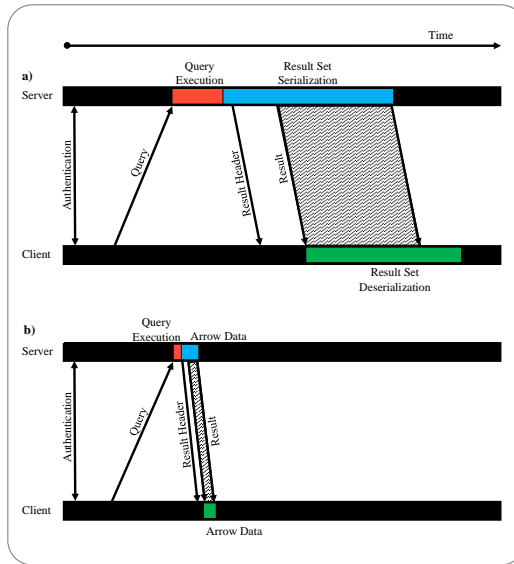 Time
a)
Query
Execution
Result Set
Serialization
Server
Authentication
Query
Result Header
Result
Client
Result Set
Deserialization
b)
Query
Execution
Arrow Data
Server
Authentication
Query
Result Header
Result
Client
Arrow Data